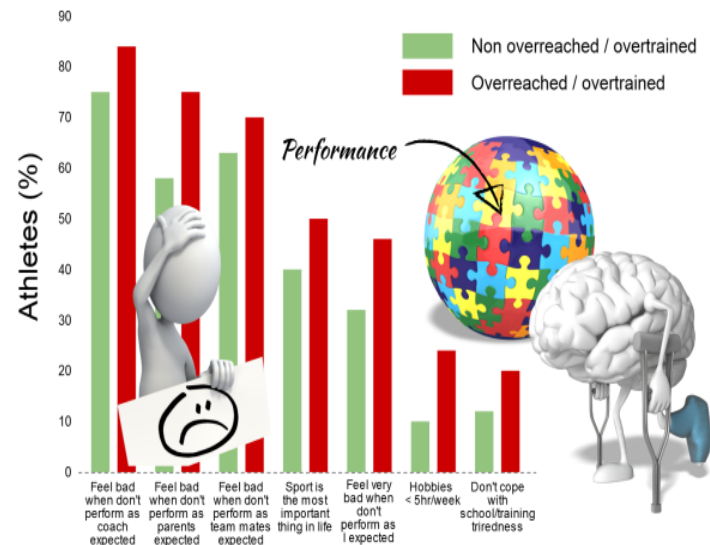 90
80
70
60
50
40
30
20
10
0
Athletes (%)
Non overreached / overtrained
Overreached / overtrained
Performance
Feel bad
when don't
perform as
coach
expected
Feel bad
when don't
perform as
parents
expected
Feel bad
when don't
perform as
team mates
expected
Sport is
the most
important
thing in life
Feel very
bad when
don't
perform as
I expected
Hobbies
< 5hr/week
Don't cope
with
school/training
triredness